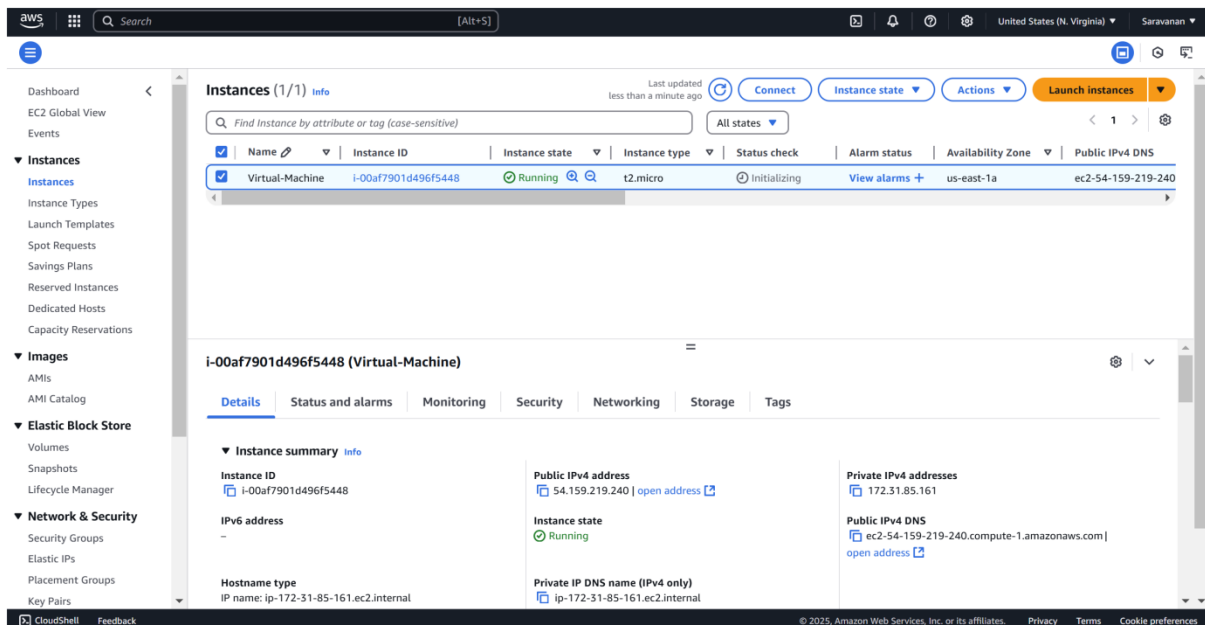 aws Search [Alt+S] United States (N. Virginia) Saravanan
Dashboard
EC2 Global View
Events
Instances
Instances
Instance Types
Launch Templates
Spot Requests
Savings Plans
Reserved Instances
Dedicated Hosts
Capacity Reservations
Images
AMIs
AMI Catalog
Elastic Block Store
Volumes
Snapshots
Lifecycle Manager
Network & Security
Security Groups
Elastic IPs
Placement Groups
Key Pairs
Instances (1/1) Info
Last updated
less than a minute ago
Connect Instance state Actions Launch instances
Find Instance by attribute or tag (case-sensitive) All states 1
Name Instance ID Instance state Instance type Status check Alarm status Availability Zone Public IPv4 DNS
Virtual-Machine i-00af7901d496f5448 Running t2.micro Initializing View alarms + us-east-1a ec2-54-159-219-240
i-00af7901d496f5448 (Virtual-Machine)
Details Status and alarms Monitoring Security Networking Storage Tags
Instance summary Info
Instance ID
i-00af7901d496f5448
Public IPv4 address
54.159.219.240 | open address
Private IPv4 addresses
172.31.85.161
IPv6 address
–
Instance state
Running
Public IPv4 DNS
ec2-54-159-219-240.compute-1.amazonaws.com |
open address
Hostname type
IP name: ip-172-31-85-161.ec2.internal
Private IP DNS name (IPv4 only)
ip-172-31-85-161.ec2.internal
CloudShell Feedback © 2025, Amazon Web Services, Inc. or its affiliates. Privacy Terms Cookie preferences